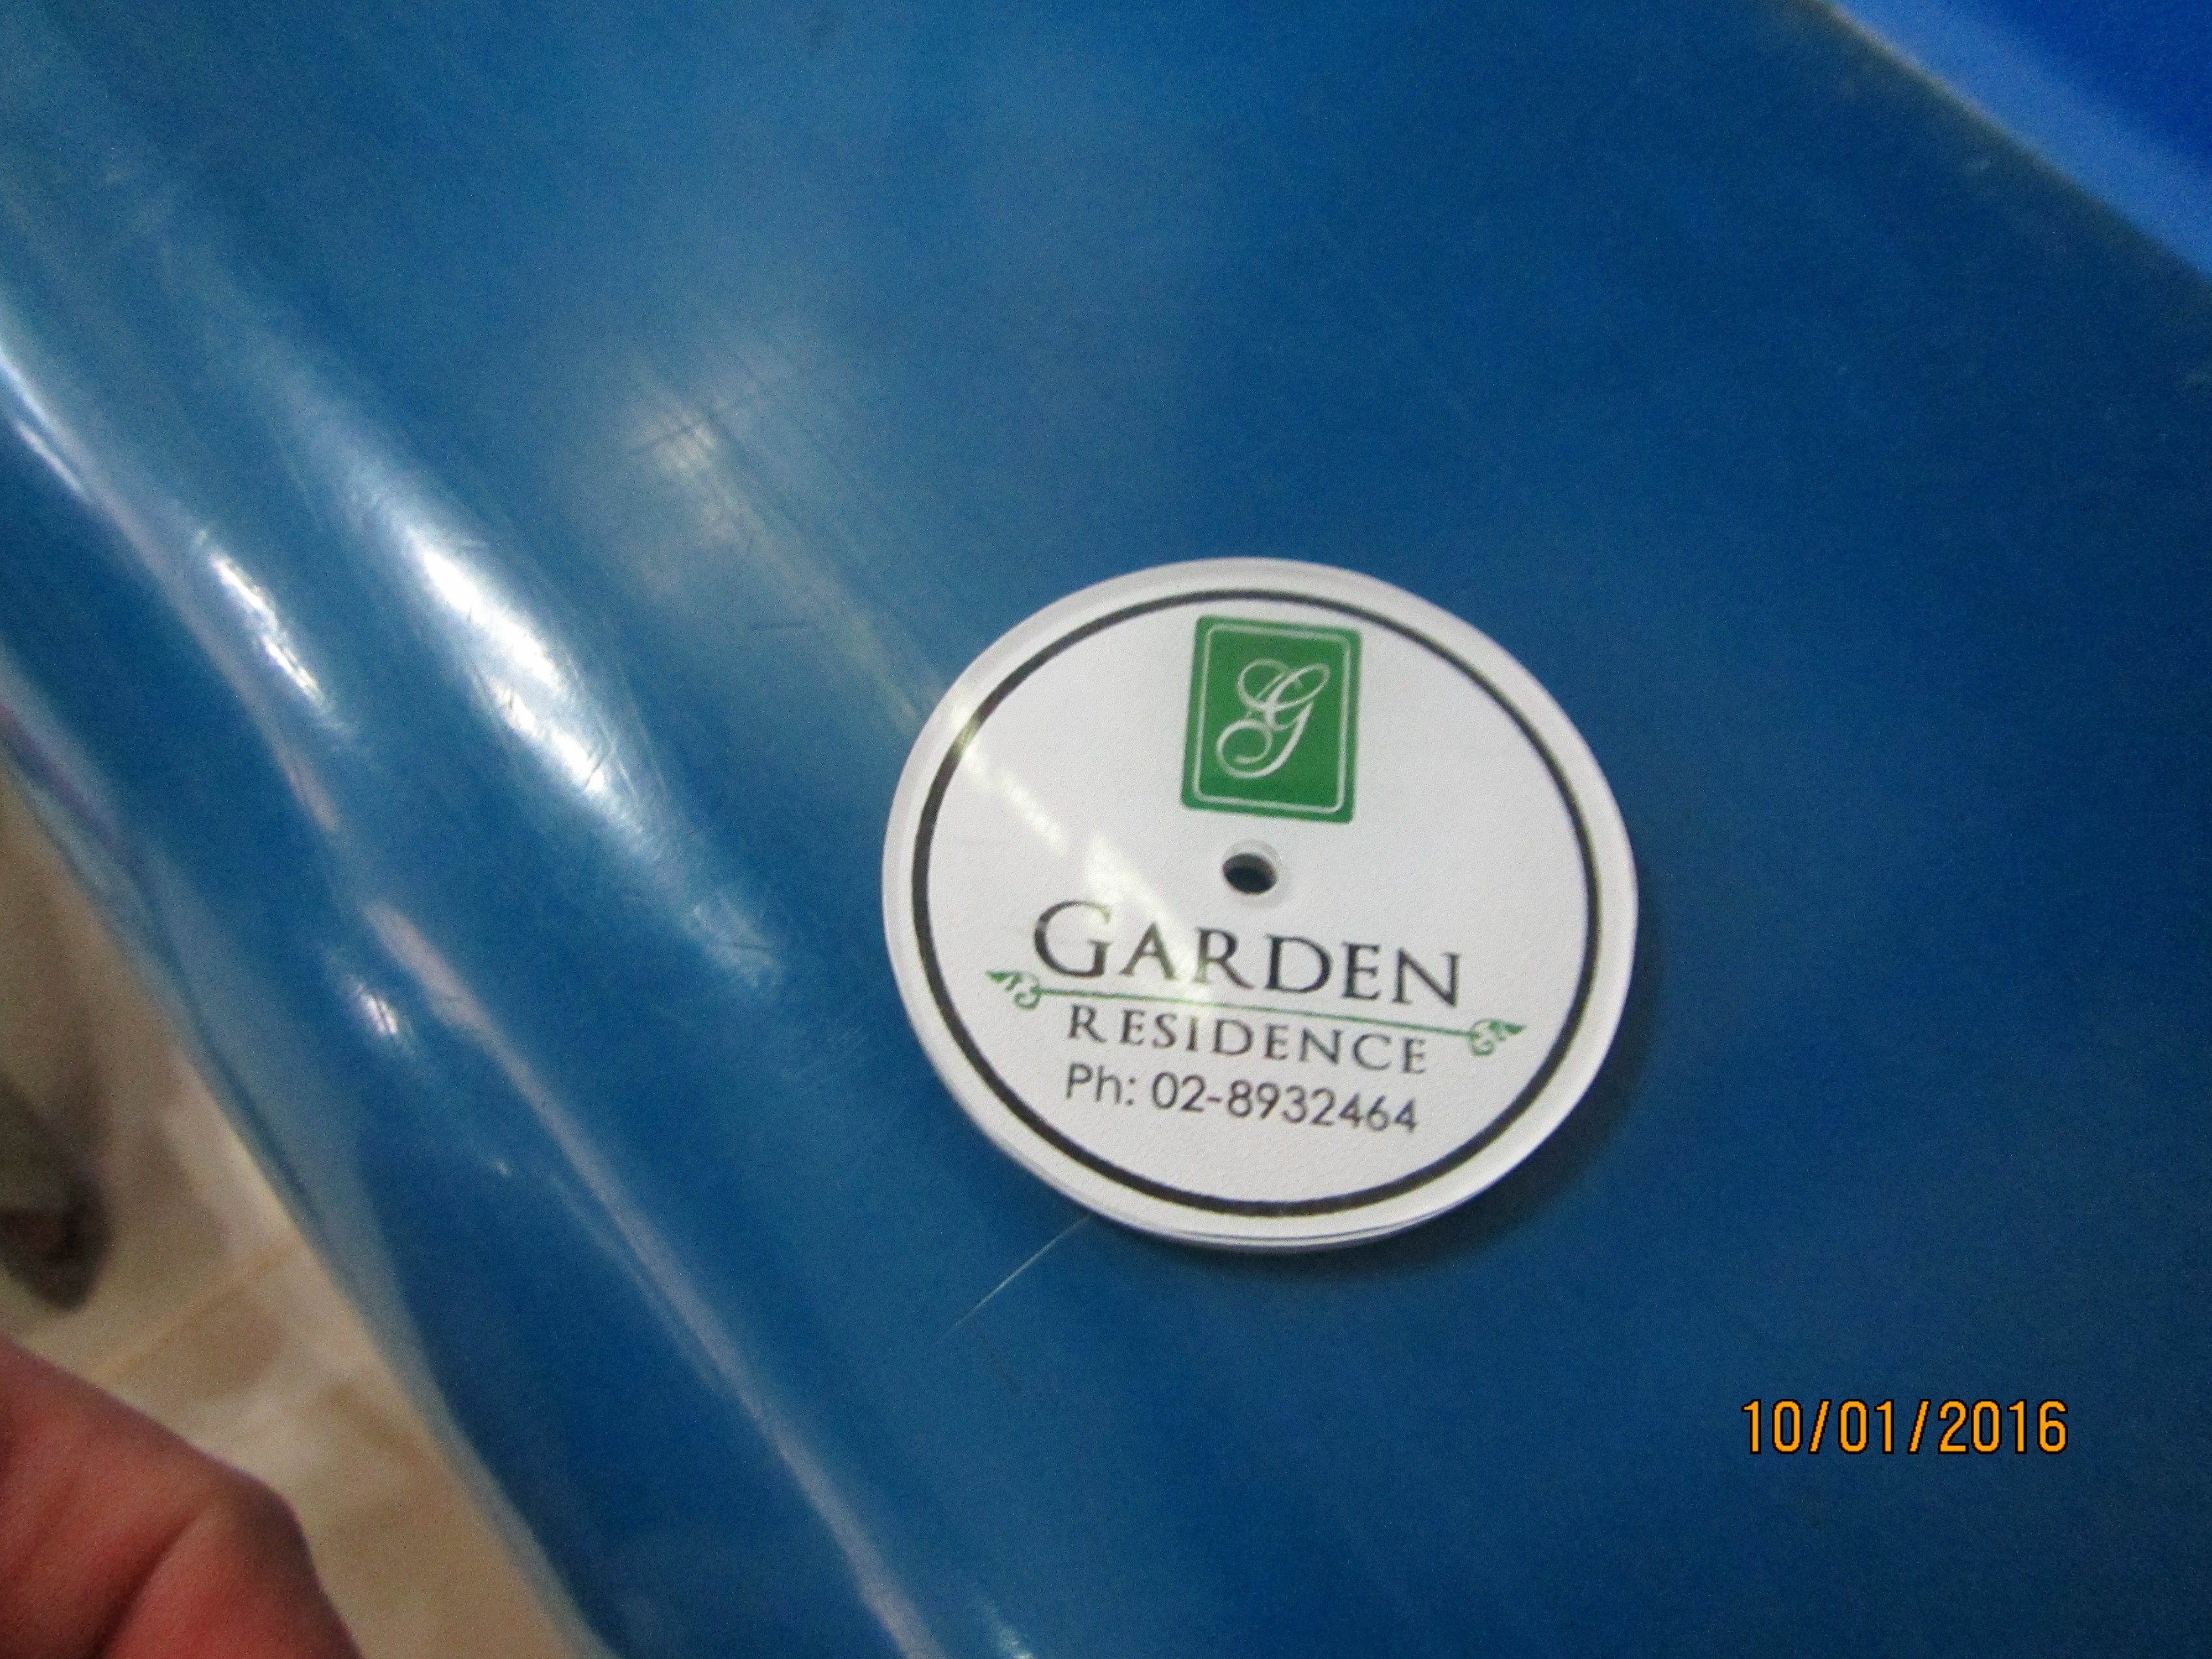 G
GARDEN
RESIDENCE
Ph: 02-8932464
10/01/2016